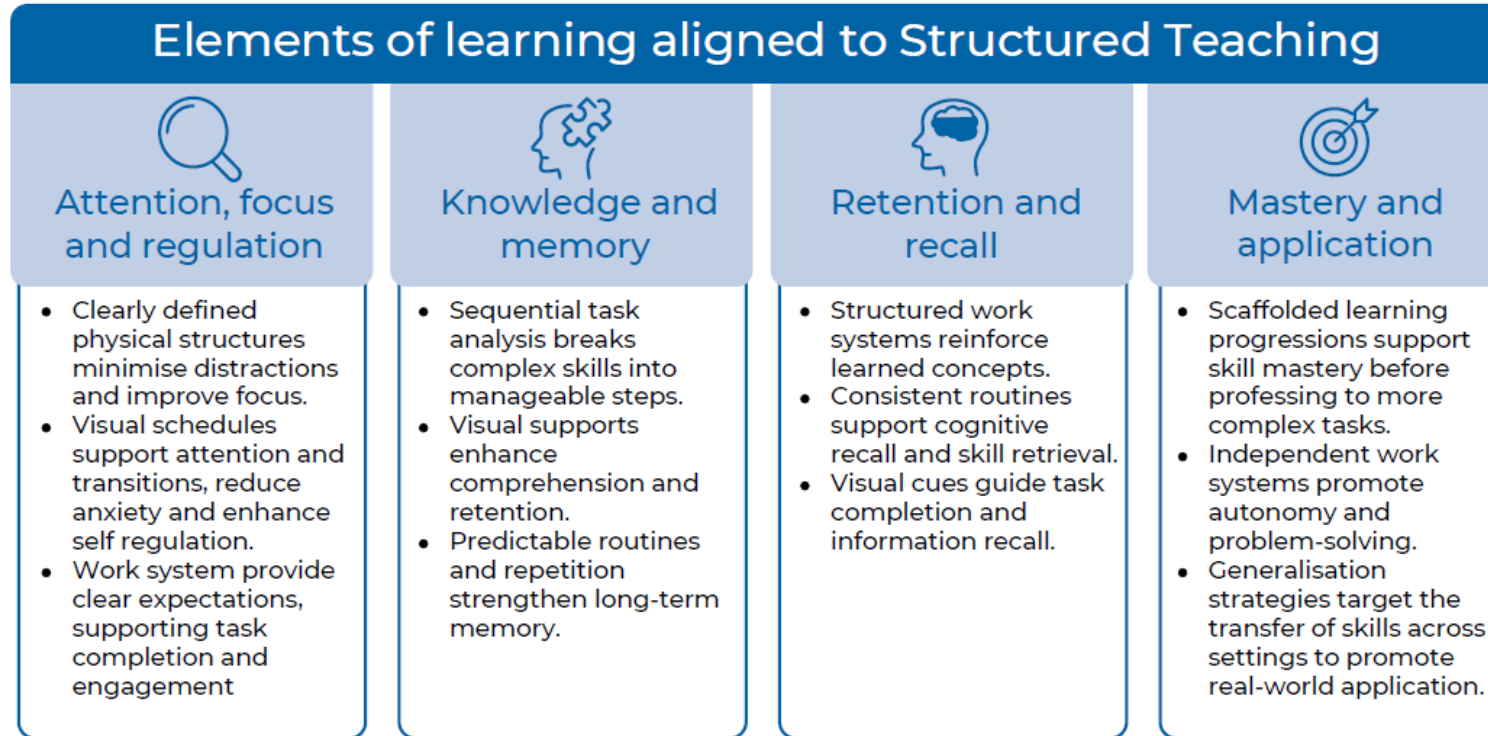 Elements of learning aligned to Structured Teaching
Attention, focus
and regulation
• Clearly defined
physical structures
minimise distractions
and improve focus.
• Visual schedules
support attention and
transitions, reduce
anxiety and enhance
self regulation.
• Work system provide
clear expectations,
supporting task
completion and
engagement
Knowledge and
memory
• Sequential task
analysis breaks
complex skills into
manageable steps.
• Visual supports
enhance
comprehension and
retention.
• Predictable routines
and repetition
strengthen long-term
memory.
Retention and
recall
• Structured work
systems reinforce
learned concepts.
• Consistent routines
support cognitive
recall and skill retrieval.
• Visual cues guide task
completion and
information recall.
Mastery and
application
• Scaffolded learning
progressions support
skill mastery before
professing to more
complex tasks.
• Independent work
systems promote
autonomy and
problem-solving.
• Generalisation
strategies target the
transfer of skills across
settings to promote
real-world application.